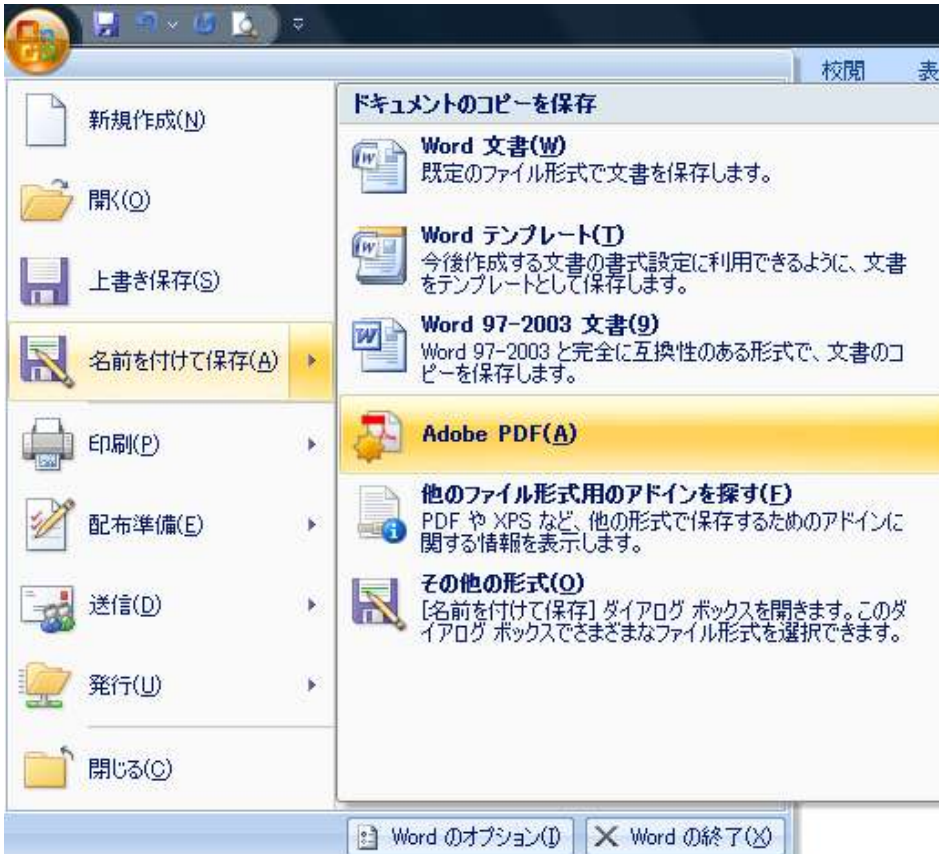 校閲 表
新規作成(N)
開く(O)
上書き保存(S)
名前を付けて保存(A)
印刷(P)
配布準備(E)
送信(D)
発行(U)
閉じる(C)
ドキュメントのコピーを保存
Word 文書(W)
既定のファイル形式で文書を保存します。
Word テンプレート(T)
今後作成する文書の書式設定に利用できるように、文書
をテンプレートとして保存します。
Word 97-2003 文書(9)
Word 97-2003 と完全に互換性のある形式で、文書のコ
ピーを保存します。
Adobe PDF(A)
他のファイル形式用のアドインを探す(F)
PDF や XPS など、他の形式で保存するためのアドインに
関する情報を表示します。
その他の形式(O)
[名前を付けて保存] ダイアログ ボックスを開きます。このダ
イアログ ボックスでさまざまなファイル形式を選択できます。
Word のオプション(I)
Word の終了(X)